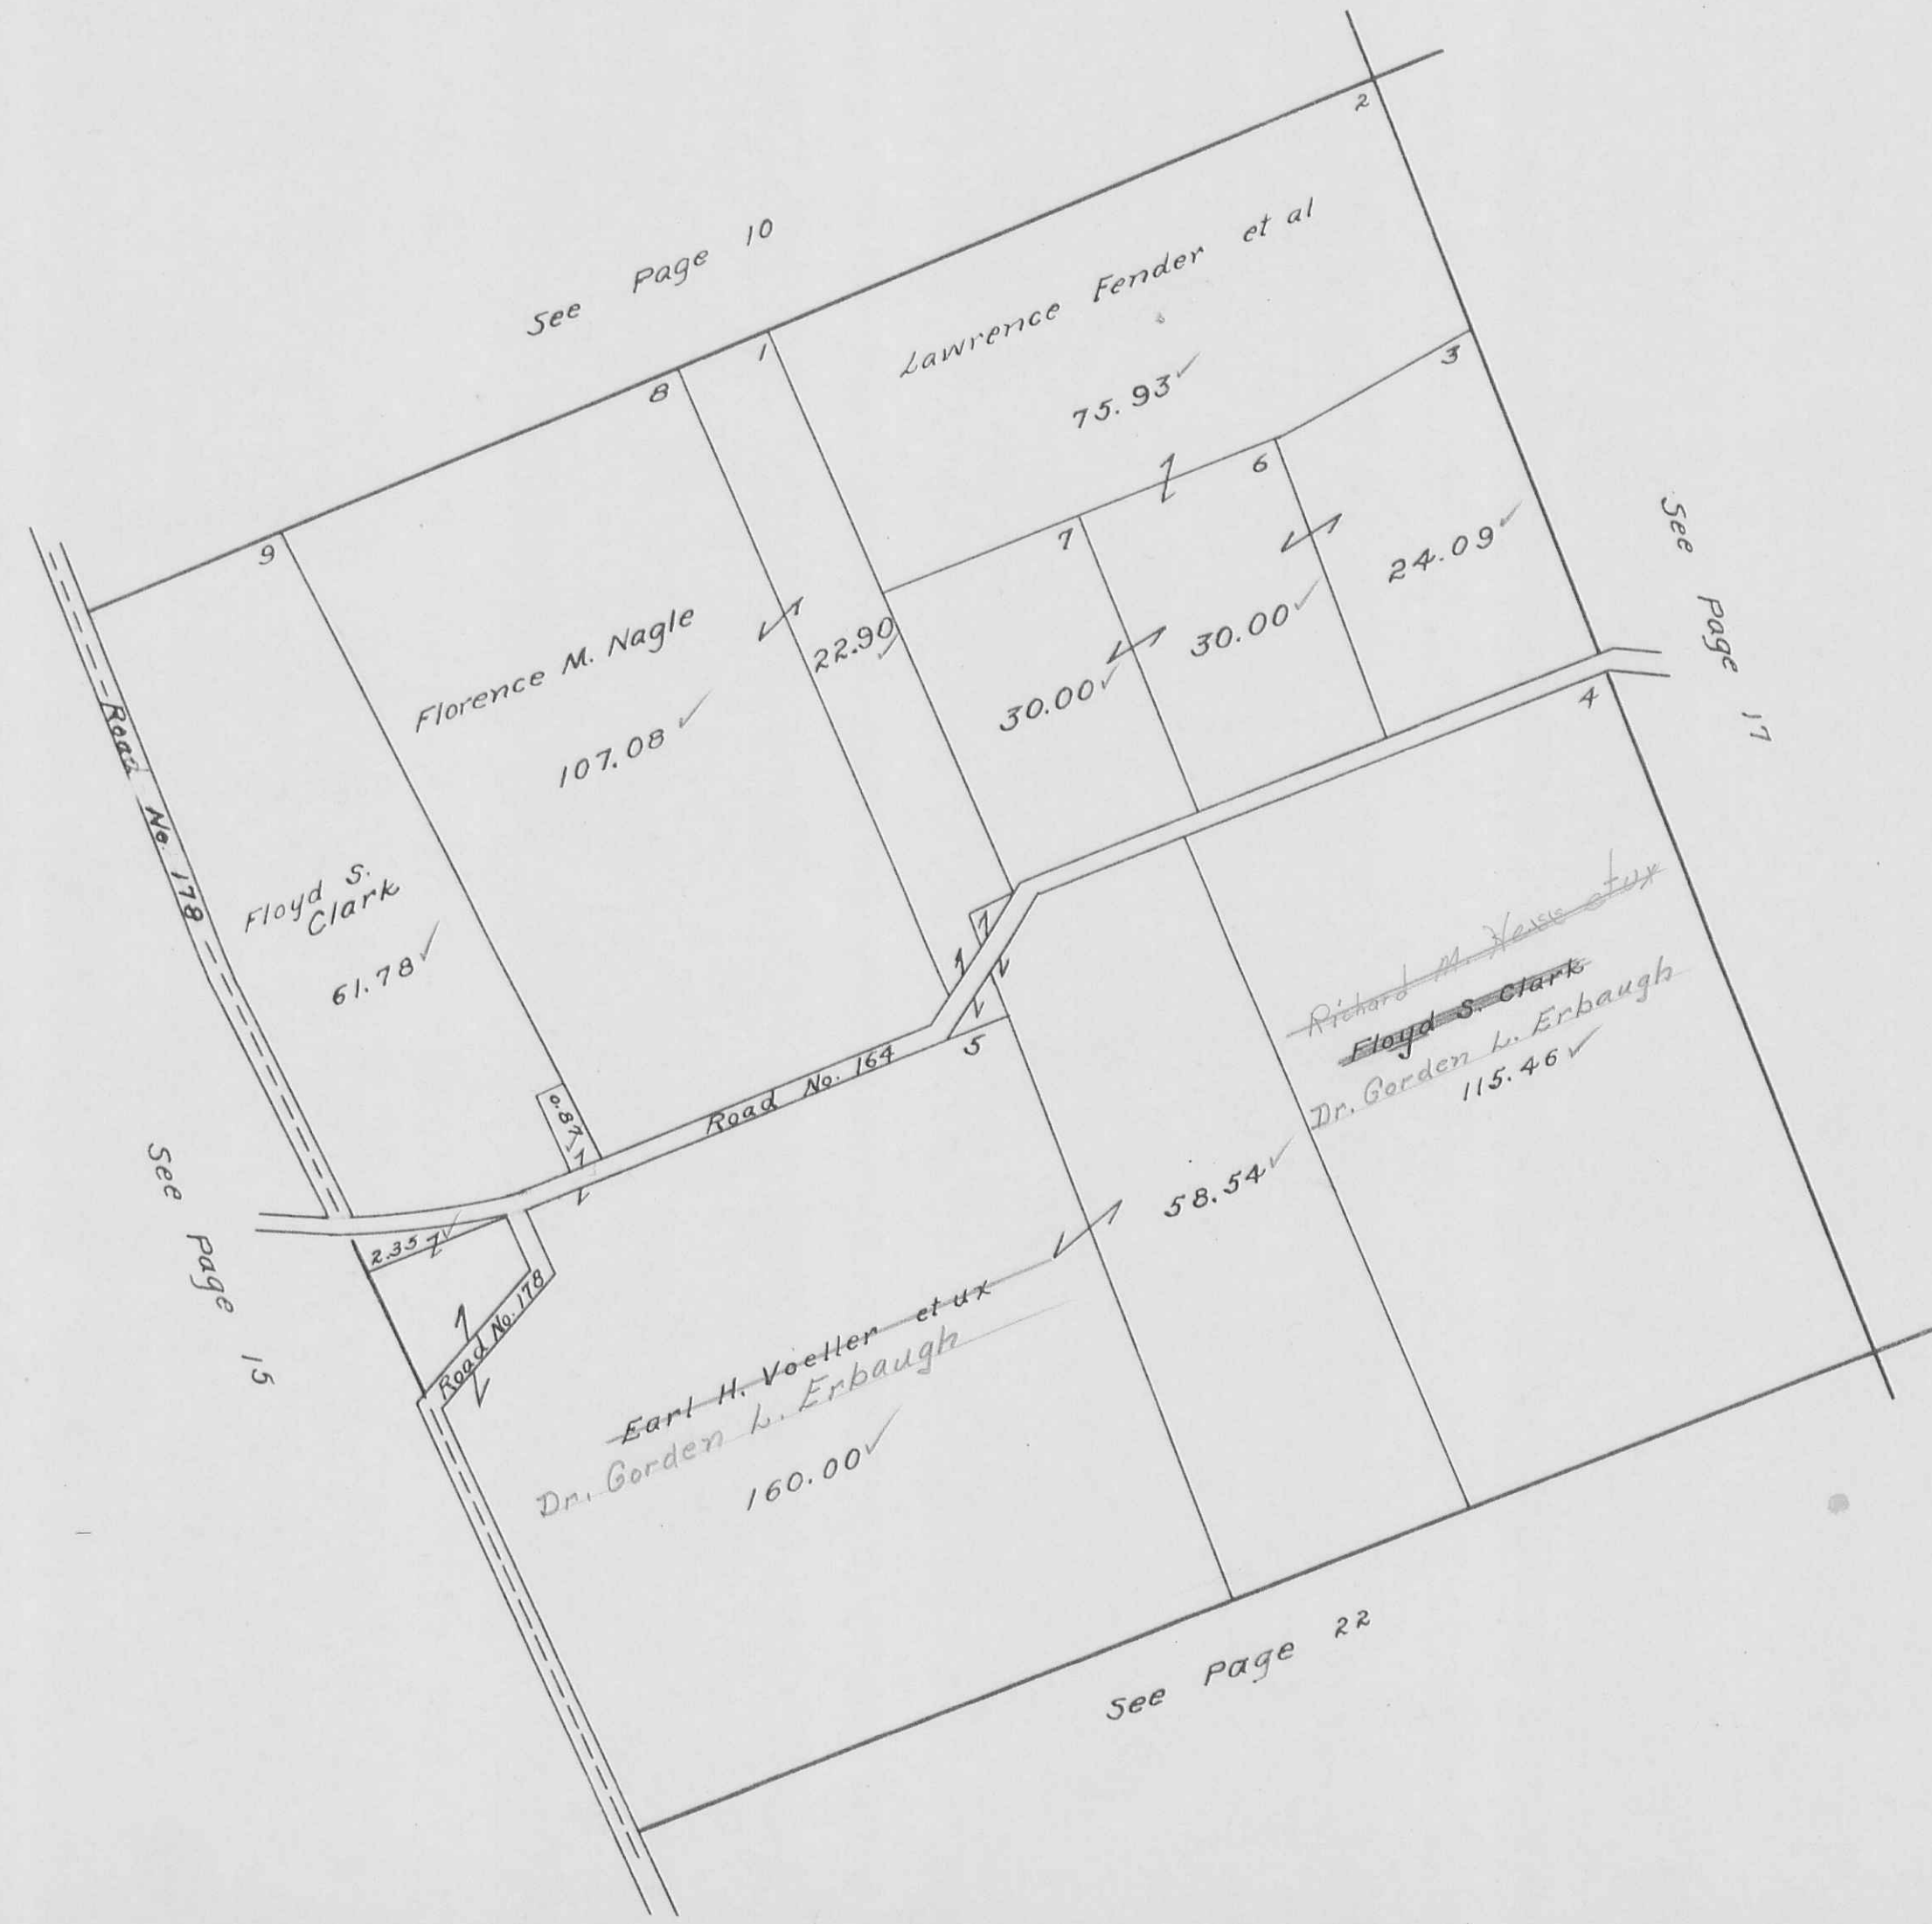 See Page 10
2
Lawrence Fender et al
75.93
1
8
9
3
6
7
See Page 17
Florence M. Nagle
107.08
22.90
30.00
30.00
24.09
4
Road No. 178
Floyd S.
Clark
61.78
0.87
Road No. 164
5
Richard M. Hess etux
Floyd S. Clark
Dr. Gorden L. Erbaugh
115.46
58.54
See Page 15
2.35
Road No. 178
Earl H. Voeller et ux
Dr. Gorden L. Erbaugh
160.00
See Page 22